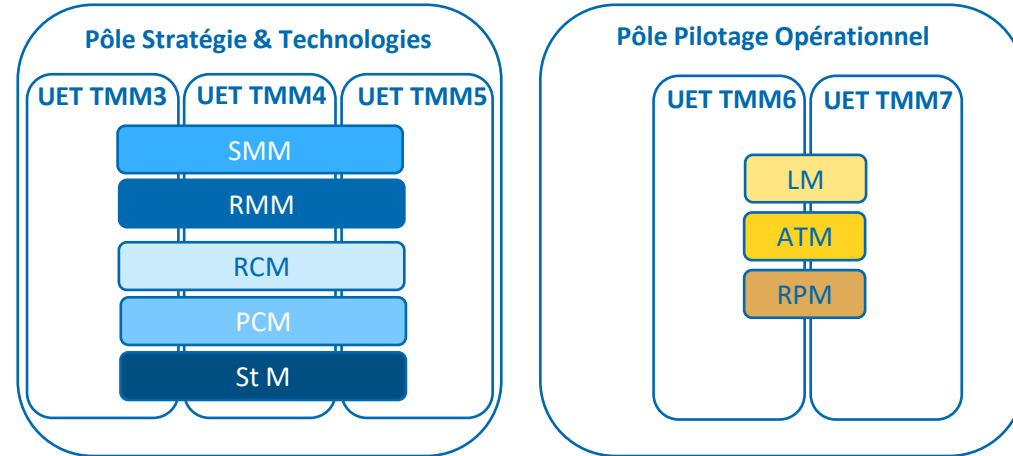 Pôle Stratégie & Technologies
UET TMM3
UET TMM4
UET TMM5
SMM
RMM
RCM
PCM
St M
Pôle Pilotage Opérationnel
UET TMM6
UET TMM7
LM
ATM
RPM